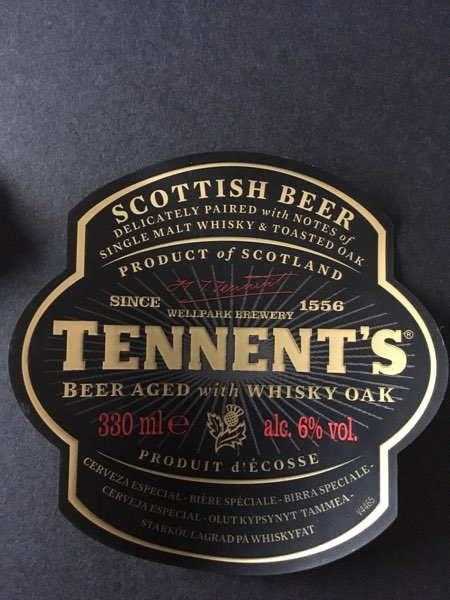 SCOTTISH BEER
DELICATELY PAIRED with NOTES of
SINGLE MALT WHISKY & TOASTED OAK
PRODUCT of SCOTLAND
H. T. Tennent
SINCE 1556
WELLPARK BREWERY
TENNENT'S®
BEER AGED with WHISKY OAK
330 ml e alc. 6% vol.
PRODUIT d'ÉCOSSE
CERVEZA ESPECIAL - BIÈRE SPÉCIALE - BIRRA SPECIALE -
CERVEJA ESPECIAL - OLUT KYPSYNYT TAMMEA -
STARKÖL LAGRAD PÅ WHISKYFAT
V4465